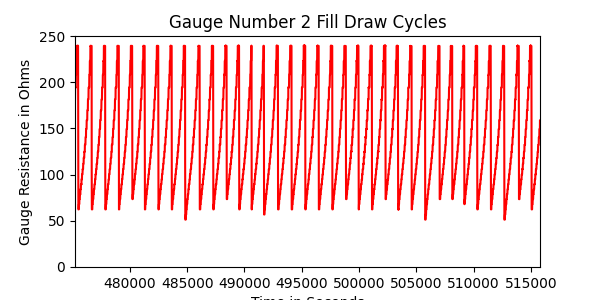 Gauge Number 2 Fill Draw Cycles
Gauge Resistance in Ohms
250
200
150
100
50
0
480000 485000 490000 495000 500000 505000 510000 515000
Time in Seconds